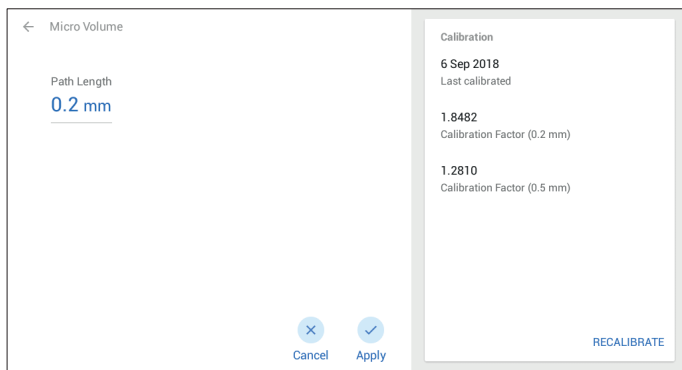 Micro Volume
Path Length
0.2 mm
Cancel
Apply
Calibration
6 Sep 2018
Last calibrated
1.8482
Calibration Factor (0.2 mm)
1.2810
Calibration Factor (0.5 mm)
RECALIBRATE